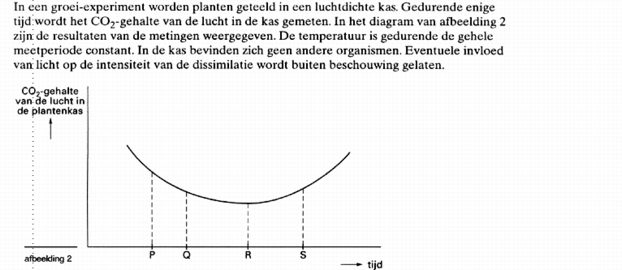 In een groei-experiment worden planten geteeld in een luchtdichte kas. Gedurende enige
tijd wordt het CO₂-gehalte van de lucht in de kas gemeten. In het diagram van afbeelding 2
zijn de resultaten van de metingen weergegeven. De temperatuur is gedurende de gehele
meetperiode constant. In de kas bevinden zich geen andere organismen. Eventuele invloed
van licht op de intensiteit van de dissimilatie wordt buiten beschouwing gelaten.
CO₂-gehalte
van de lucht in
de plantenkas
P Q R S
afbeelding 2
tijd